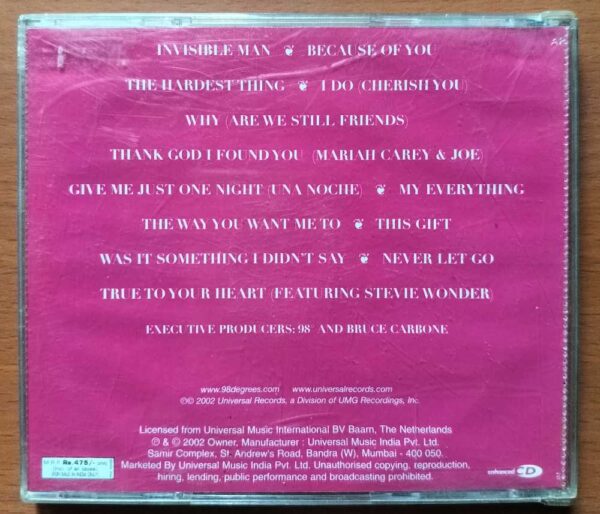 INVISIBLE MAN ❦ BECAUSE OF YOU
THE HARDEST THING ❦ I DO (CHERISH YOU)
WHY (ARE WE STILL FRIENDS)
THANK GOD I FOUND YOU (MARIAH CAREY & JOE)
GIVE ME JUST ONE NIGHT (UNA NOCHE) ❦ MY EVERYTHING
THE WAY YOU WANT ME TO ❦ THIS GIFT
WAS IT SOMETHING I DIDN'T SAY ❦ NEVER LET GO
TRUE TO YOUR HEART (FEATURING STEVIE WONDER)
EXECUTIVE PRODUCERS: 98° AND BRUCE CARBONE
www.98degrees.com www.universalrecords.com
℗© 2002 Universal Records, a Division of UMG Recordings, Inc.
Licensed from Universal Music International BV Baarn, The Netherlands
℗ & © 2002 Owner, Manufacturer : Universal Music India Pvt. Ltd.
Samir Complex, St. Andrew's Road, Bandra (W), Mumbai - 400 050.
Marketed By Universal Music India Pvt. Ltd. Unauthorised copying, reproduction,
hiring, lending, public performance and broadcasting prohibited.
M.R.P. Rs.475/-
enhanced CD